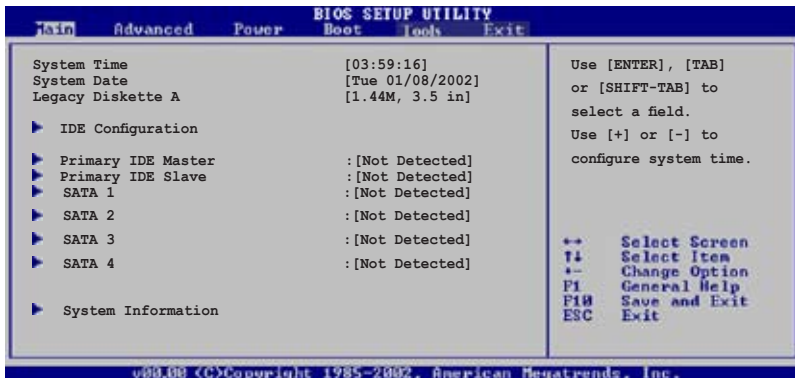 BIOS SETUP UTILITY
Main Advanced Power Boot Tools Exit
System Time [03:59:16]
System Date [Tue 01/08/2002]
Legacy Diskette A [1.44M, 3.5 in]
IDE Configuration
Primary IDE Master :[Not Detected]
Primary IDE Slave :[Not Detected]
SATA 1 :[Not Detected]
SATA 2 :[Not Detected]
SATA 3 :[Not Detected]
SATA 4 :[Not Detected]
System Information
Use [ENTER], [TAB]
or [SHIFT-TAB] to
select a field.
Use [+] or [-] to
configure system time.
↔ Select Screen
↑↓ Select Item
+- Change Option
F1 General Help
F10 Save and Exit
ESC Exit
v00.00 (C)Copyright 1985-2002, American Megatrends, Inc.